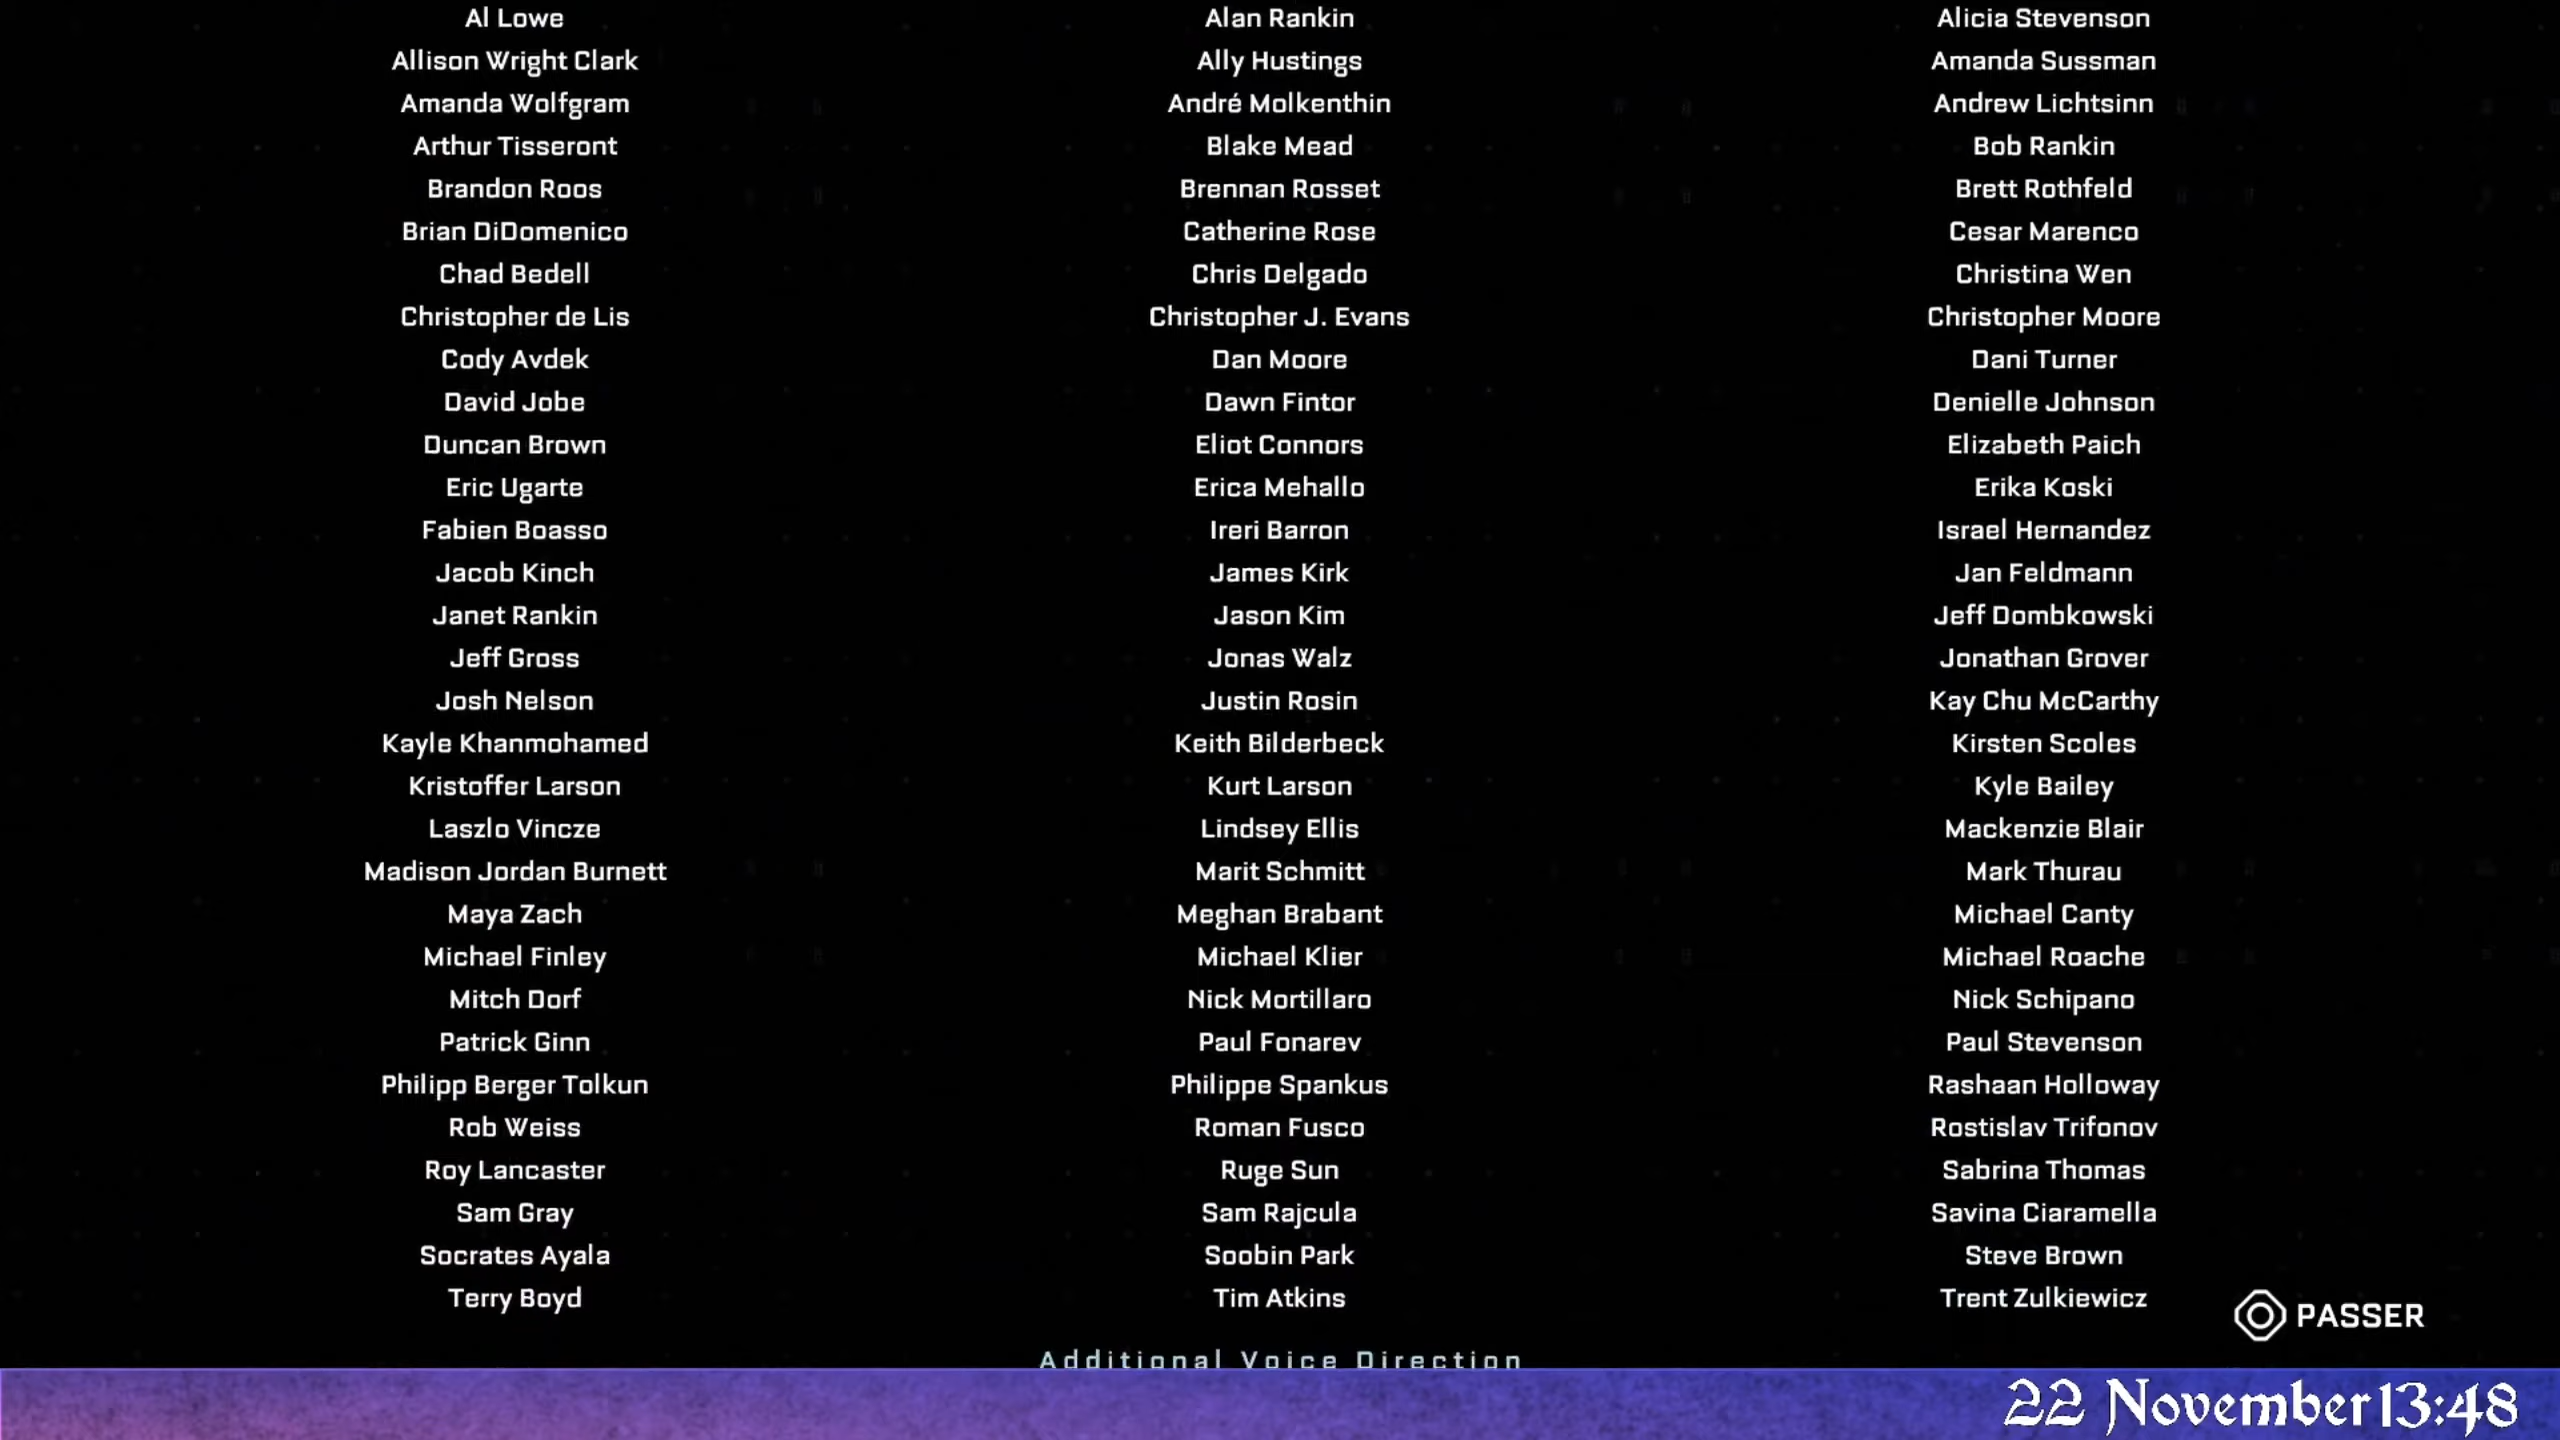 Al Lowe Alan Rankin Alicia Stevenson
Allison Wright Clark Ally Hustings Amanda Sussman
Amanda Wolfgram André Molkenthin Andrew Lichtsinn
Arthur Tisseront Blake Mead Bob Rankin
Brandon Roos Brennan Rosset Brett Rothfeld
Brian DiDomenico Catherine Rose Cesar Marenco
Chad Bedell Chris Delgado Christina Wen
Christopher de Lis Christopher J. Evans Christopher Moore
Cody Avdek Dan Moore Dani Turner
David Jobe Dawn Fintor Denielle Johnson
Duncan Brown Eliot Connors Elizabeth Paich
Eric Ugarte Erica Mehallo Erika Koski
Fabien Boasso Ireri Barron Israel Hernandez
Jacob Kinch James Kirk Jan Feldmann
Janet Rankin Jason Kim Jeff Dombkowski
Jeff Gross Jonas Walz Jonathan Grover
Josh Nelson Justin Rosin Kay Chu McCarthy
Kayle Khanmohamed Keith Bilderbeck Kirsten Scoles
Kristoffer Larson Kurt Larson Kyle Bailey
Laszlo Vincze Lindsey Ellis Mackenzie Blair
Madison Jordan Burnett Marit Schmitt Mark Thurau
Maya Zach Meghan Brabant Michael Canty
Michael Finley Michael Klier Michael Roache
Mitch Dorf Nick Mortillaro Nick Schipano
Patrick Ginn Paul Fonarev Paul Stevenson
Philipp Berger Tolkun Philippe Spankus Rashaan Holloway
Rob Weiss Roman Fusco Rostislav Trifonov
Roy Lancaster Ruge Sun Sabrina Thomas
Sam Gray Sam Rajcula Savina Ciaramella
Socrates Ayala Soobin Park Steve Brown
Terry Boyd Tim Atkins Trent Zulkiewicz
PASSER
Additional Voice Direction
22 November 13:48